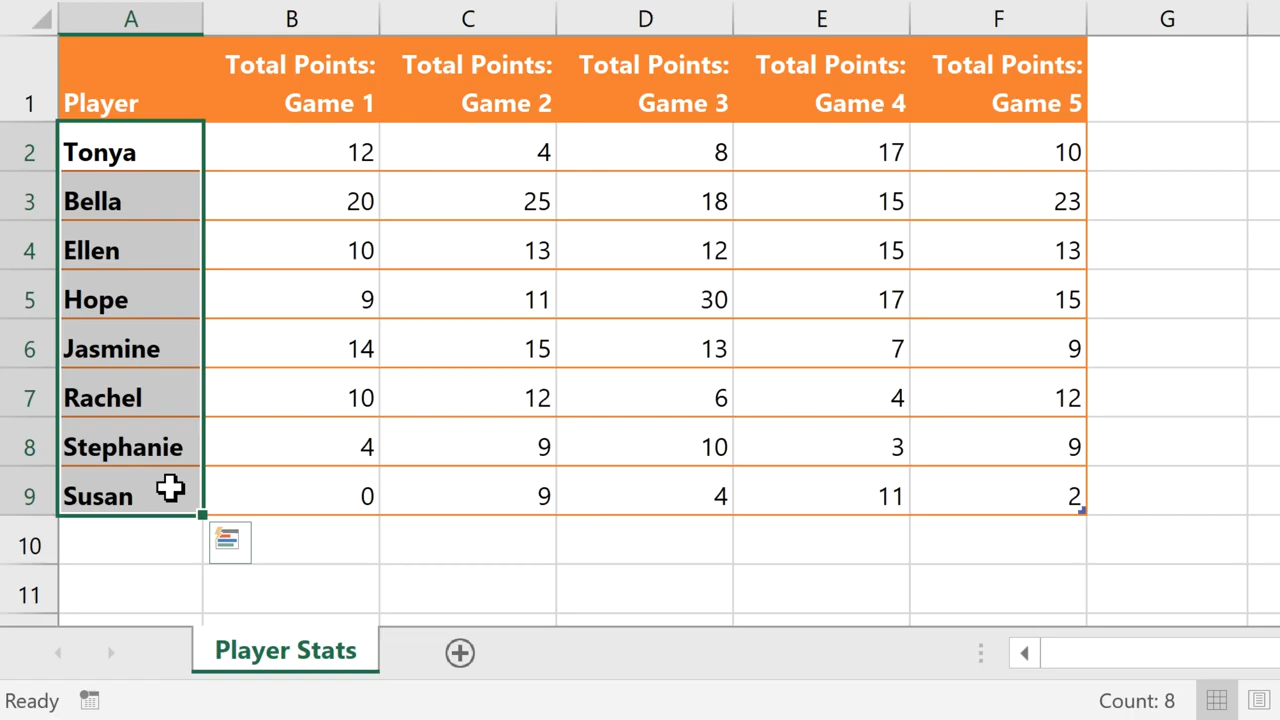 A B C D E F G
1 Player Total Points: Game 1 Total Points: Game 2 Total Points: Game 3 Total Points: Game 4 Total Points: Game 5
2 Tonya 12 4 8 17 10
3 Bella 20 25 18 15 23
4 Ellen 10 13 12 15 13
5 Hope 9 11 30 17 15
6 Jasmine 14 15 13 7 9
7 Rachel 10 12 6 4 12
8 Stephanie 4 9 10 3 9
9 Susan 0 9 4 11 2
10
11
Player Stats
Ready Count: 8